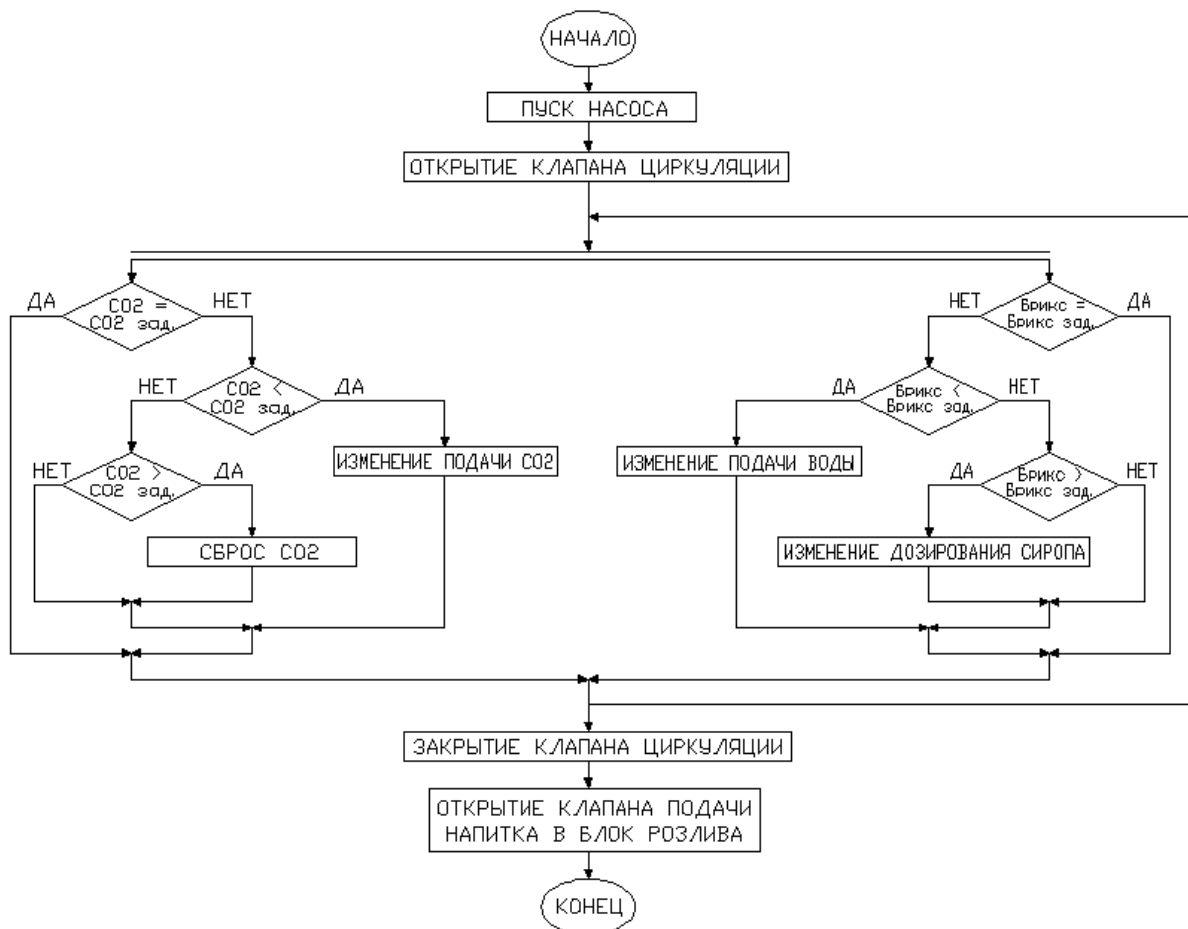 НАЧАЛО
ПУСК НАСОСА
ОТКРЫТИЕ КЛАПАНА ЦИРКУЛЯЦИИ
ДА
CO2 =
CO2 зад.
НЕТ
НЕТ
Брикс =
Брикс зад.
ДА
НЕТ
CO2 <
CO2 зад.
ДА
ДА
Брикс <
Брикс зад.
НЕТ
НЕТ
CO2 >
CO2 зад.
ДА
ИЗМЕНЕНИЕ ПОДАЧИ CO2
ИЗМЕНЕНИЕ ПОДАЧИ ВОДЫ
ДА
Брикс >
Брикс зад.
НЕТ
СБРОС CO2
ИЗМЕНЕНИЕ ДОЗИРОВАНИЯ СИРОПА
ЗАКРЫТИЕ КЛАПАНА ЦИРКУЛЯЦИИ
ОТКРЫТИЕ КЛАПАНА ПОДАЧИ
НАПИТКА В БЛОК РОЗЛИВА
КОНЕЦ